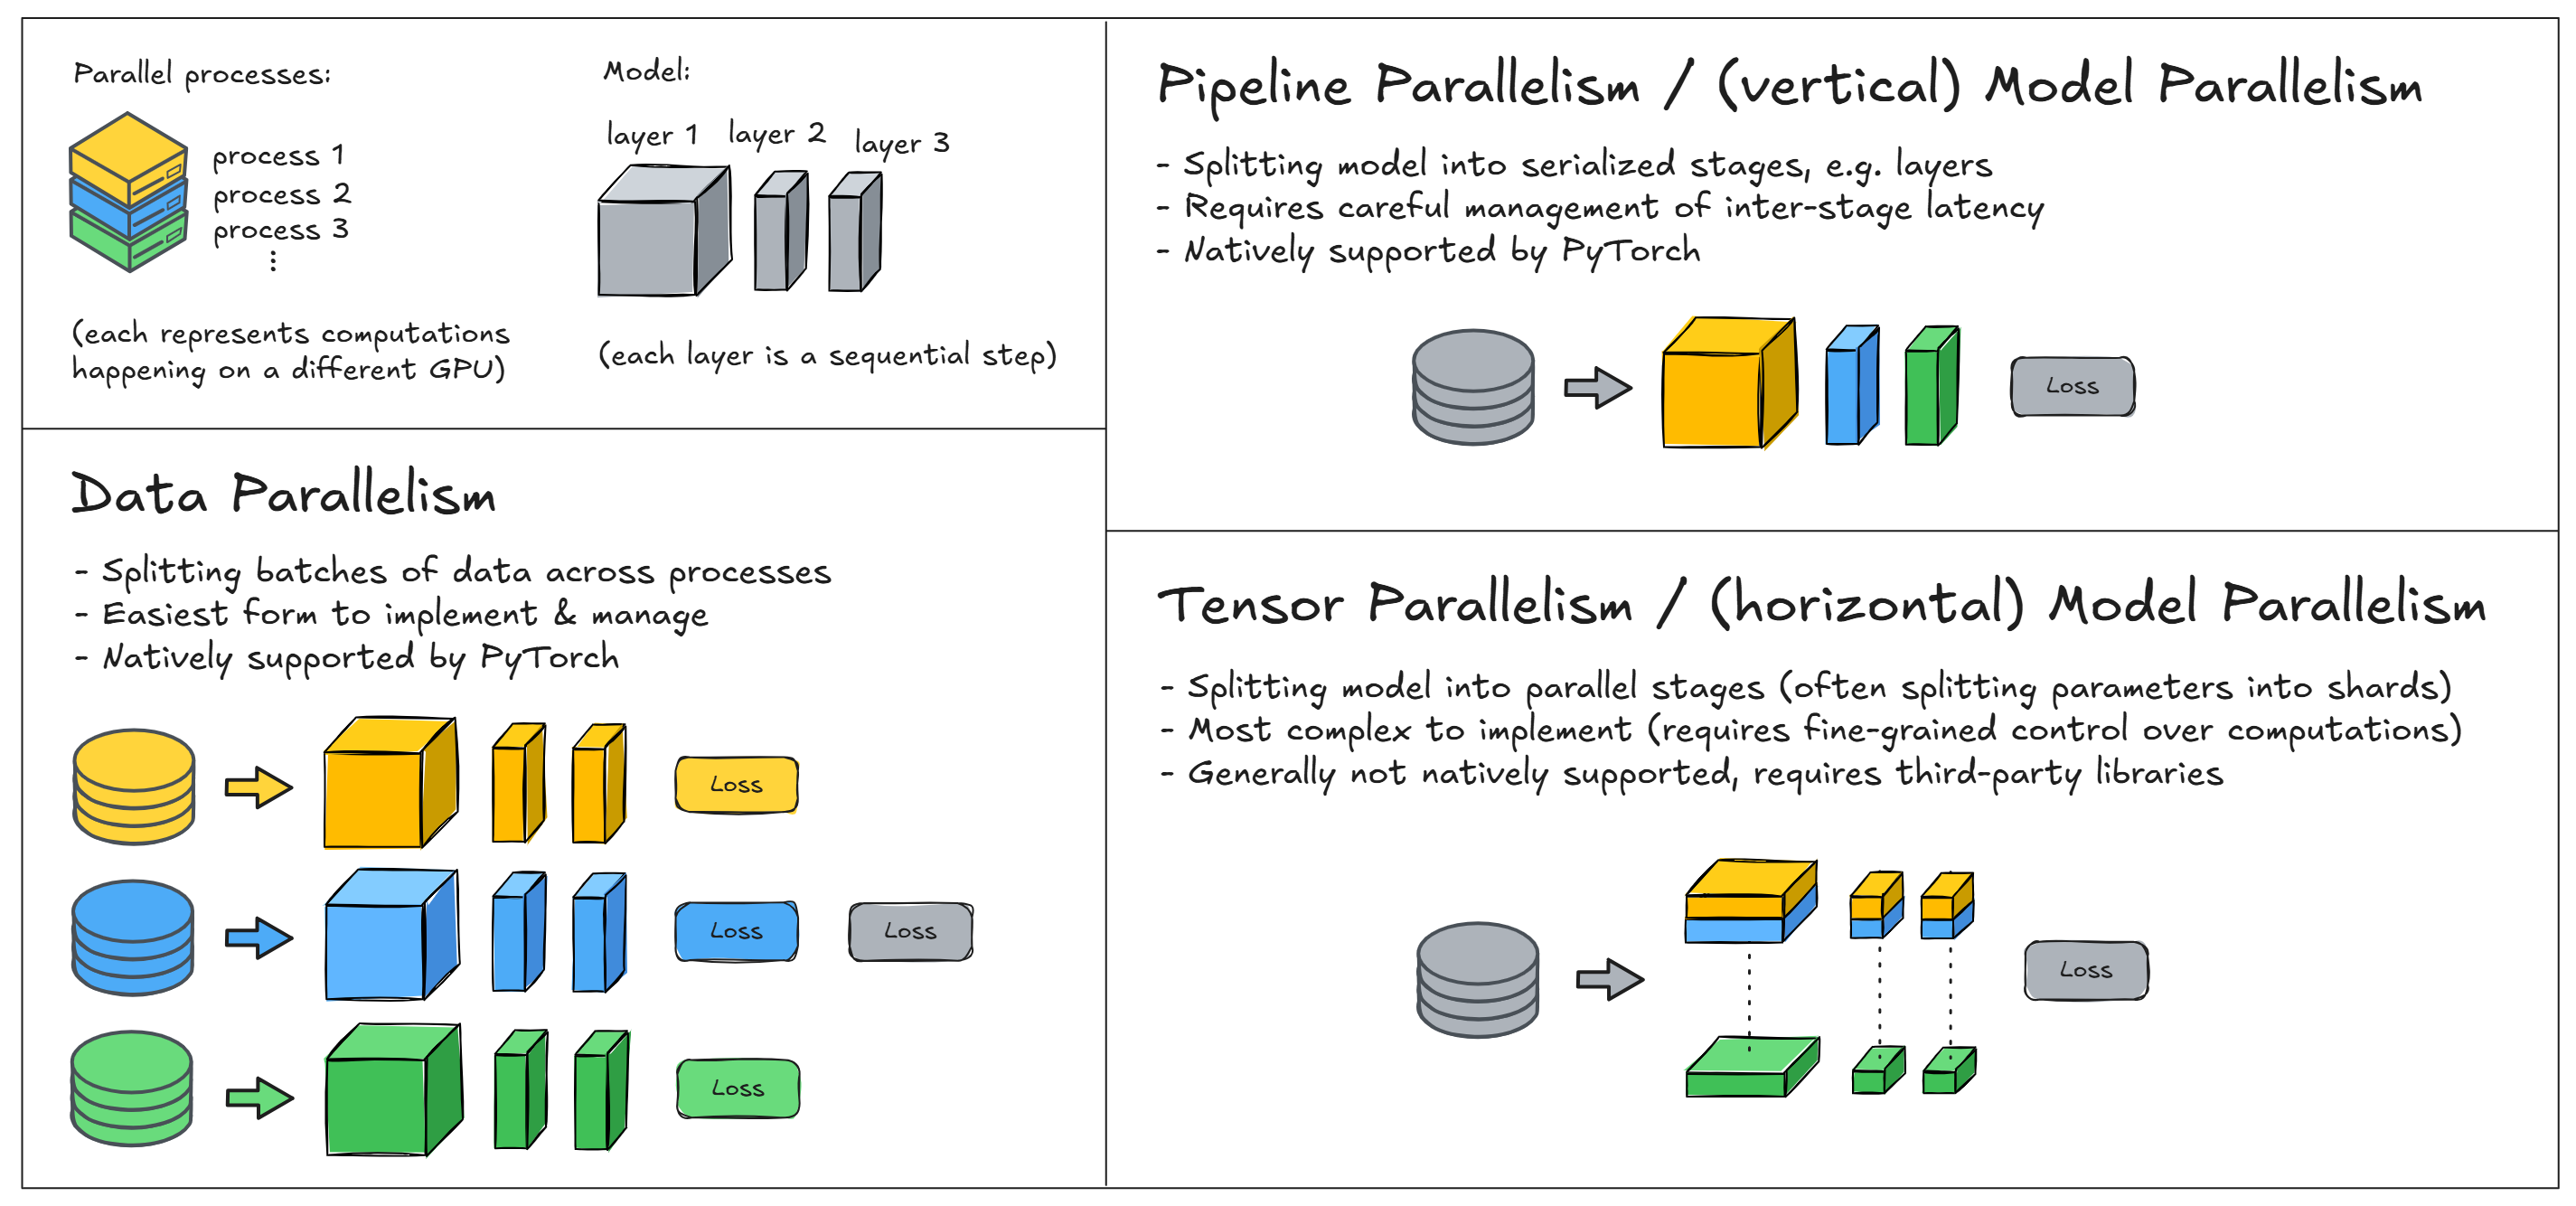 Parallel processes:
process 1
process 2
process 3
⋮
(each represents computations
happening on a different GPU)
Model:
layer 1
layer 2
layer 3
(each layer is a sequential step)
Data Parallelism
- Splitting batches of data across processes
- Easiest form to implement & manage
- Natively supported by PyTorch
Loss
Loss
Loss
Loss
Pipeline Parallelism / (vertical) Model Parallelism
- Splitting model into serialized stages, e.g. layers
- Requires careful management of inter-stage latency
- Natively supported by PyTorch
Loss
Tensor Parallelism / (horizontal) Model Parallelism
- Splitting model into parallel stages (often splitting parameters into shards)
- Most complex to implement (requires fine-grained control over computations)
- Generally not natively supported, requires third-party libraries
Loss